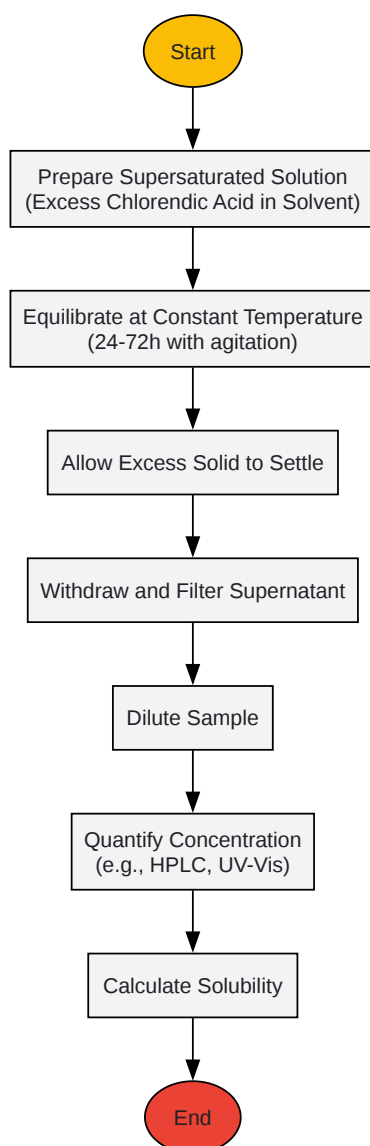 Start
Prepare Supersaturated Solution
(Excess Chlorendic Acid in Solvent)
Equilibrate at Constant Temperature
(24-72h with agitation)
Allow Excess Solid to Settle
Withdraw and Filter Supernatant
Dilute Sample
Quantify Concentration
(e.g., HPLC, UV-Vis)
Calculate Solubility
End